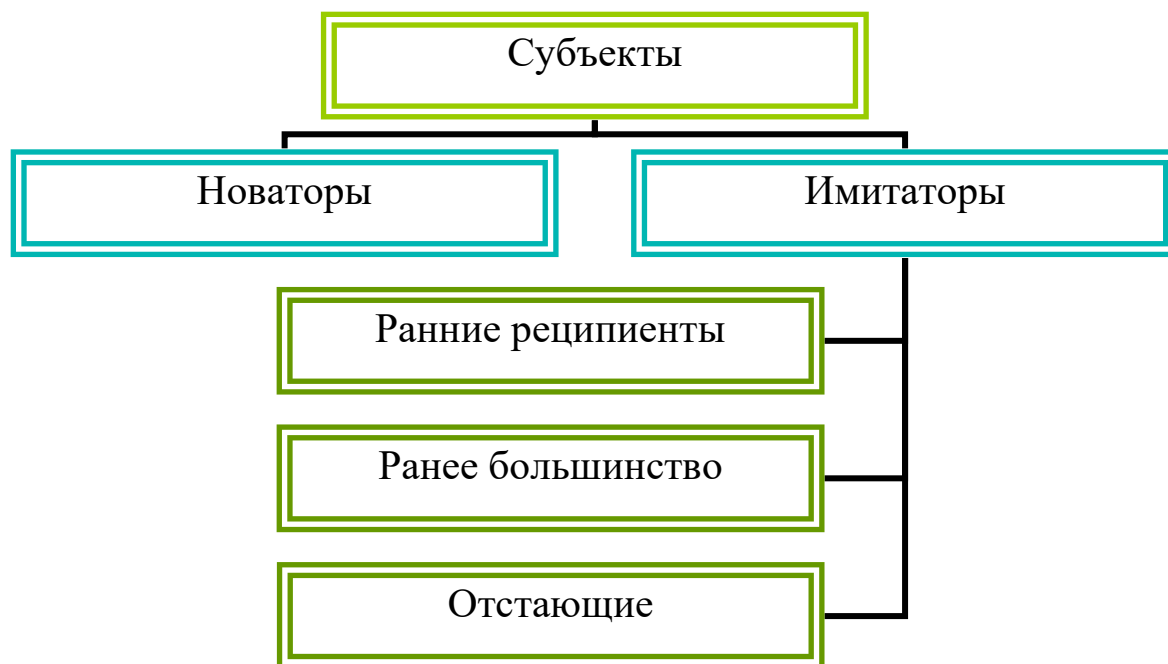 Субъекты
Новаторы
Имитаторы
Ранние реципиенты
Ранее большинство
Отстающие